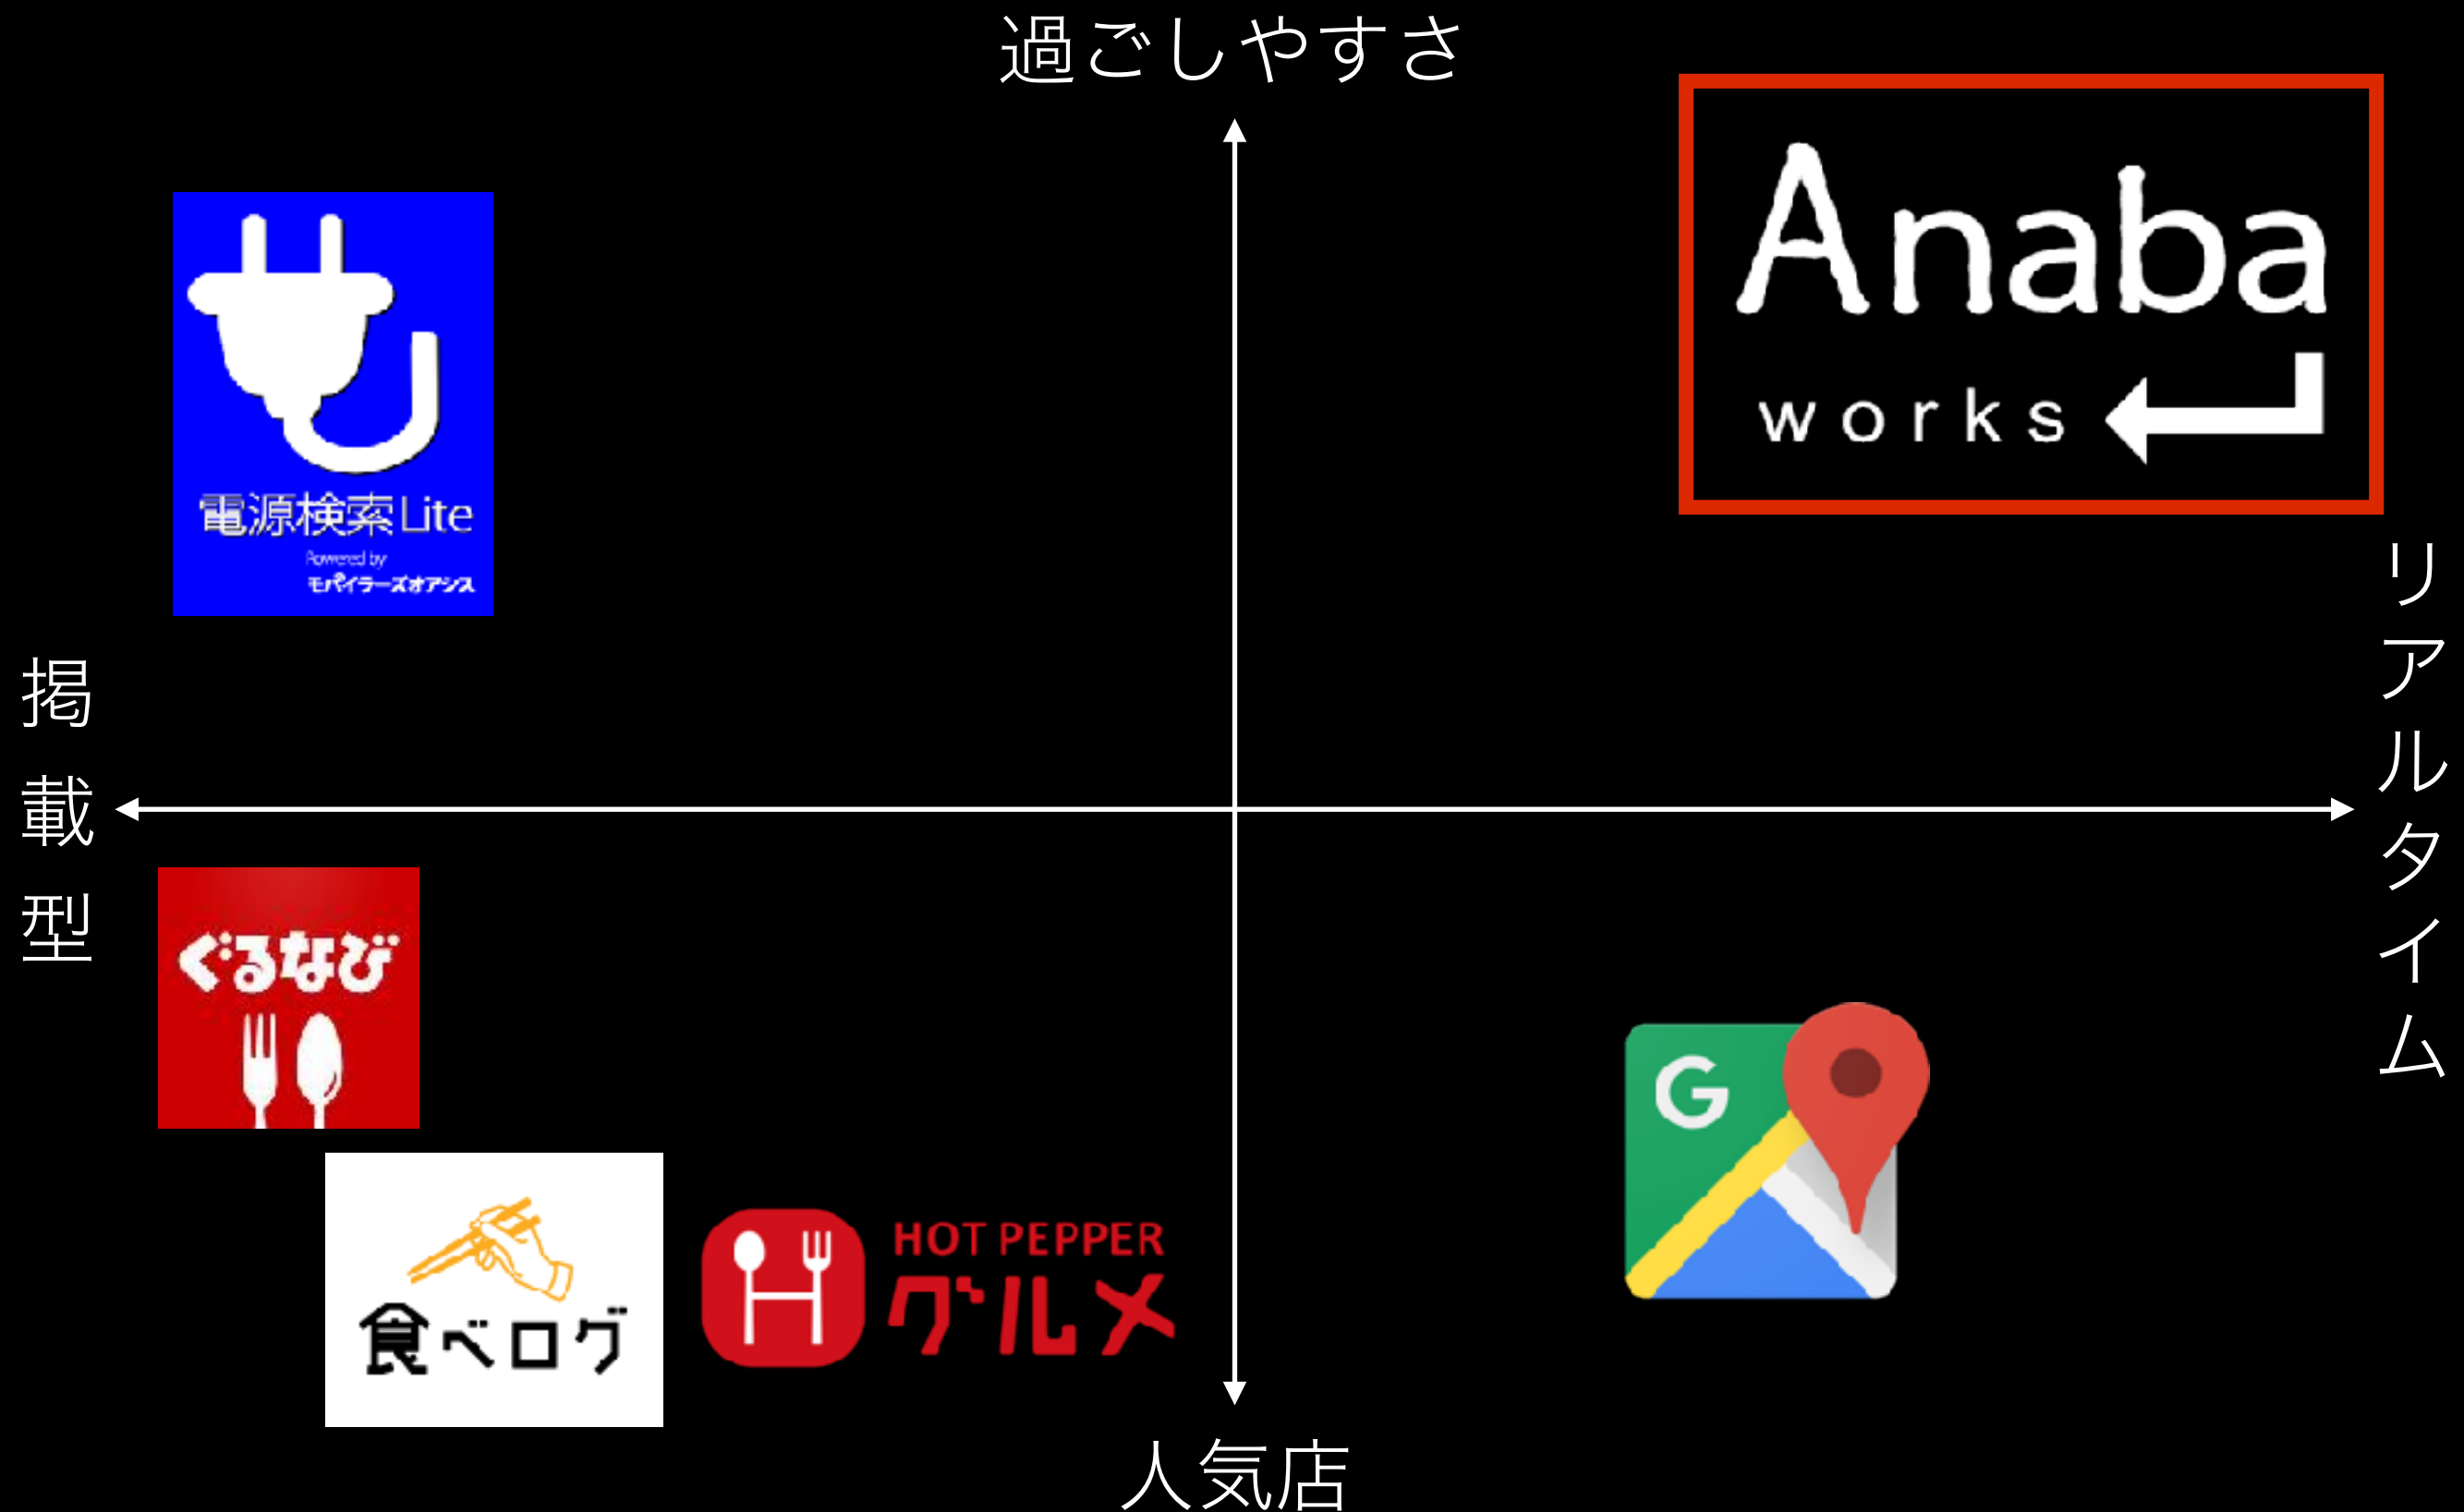 過ごしやすさ
Anaba
works
電源検索Lite
Powered by
モバイラーズオアシス
掲載型
リアルタイム
ぐるなび
G
食べログ
HOT PEPPER
グルメ
人気店